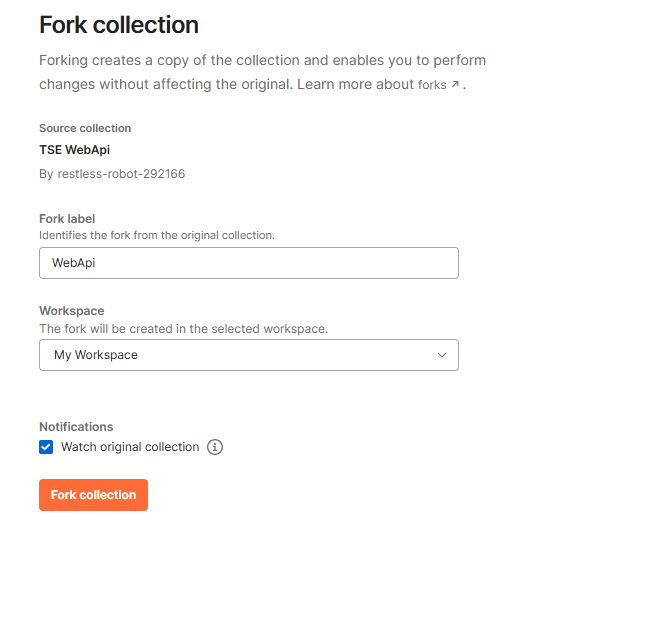 Fork collection
Forking creates a copy of the collection and enables you to perform
changes without affecting the original. Learn more about forks ↗ .
Source collection
TSE WebApi
By restless-robot-292166
Fork label
Identifies the fork from the original collection.
WebApi
Workspace
The fork will be created in the selected workspace.
My Workspace
Notifications
Watch original collection
Fork collection